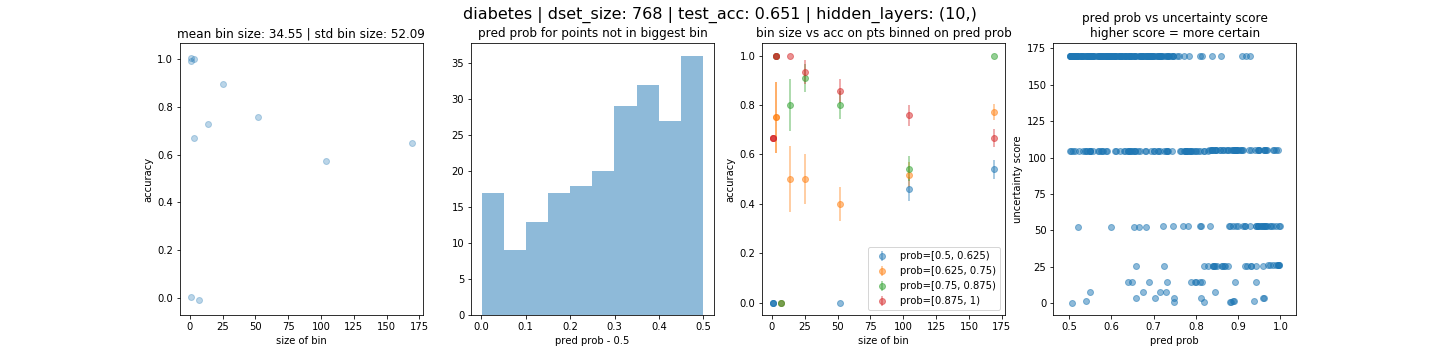 diabetes | dset_size: 768 | test_acc: 0.651 | hidden_layers: (10,)
mean bin size: 34.55 | std bin size: 52.09
1.0
0.8
0.6
0.4
0.2
0.0
accuracy
0 25 50 75 100 125 150 175
size of bin
pred prob for points not in biggest bin
35
30
25
20
15
10
5
0
0.0 0.1 0.2 0.3 0.4 0.5
pred prob - 0.5
bin size vs acc on pts binned on pred prob
1.0
0.8
0.6
0.4
0.2
0.0
accuracy
prob=[0.5, 0.625)
prob=[0.625, 0.75)
prob=[0.75, 0.875)
prob=[0.875, 1)
0 25 50 75 100 125 150 175
size of bin
pred prob vs uncertainty score
higher score = more certain
175
150
125
100
75
50
25
0
uncertainty score
0.5 0.6 0.7 0.8 0.9 1.0
pred prob